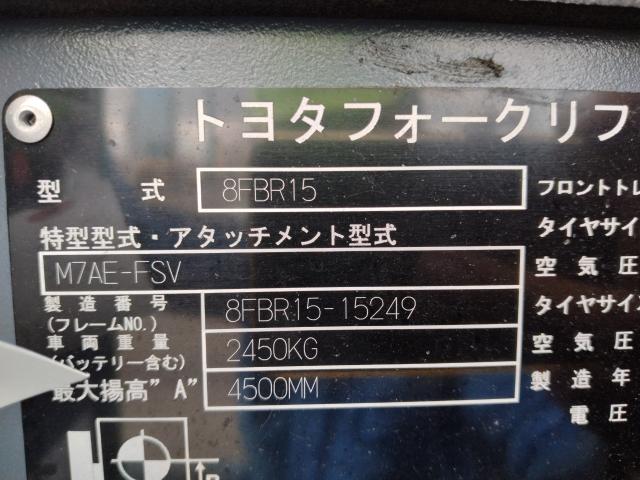 トヨタフォークリフ
型式 8FBR15 フロントトレ
特型型式・アタッチメント型式 タイヤサイ
M7AE-FSV 空気圧
製造番号 8FBR15-15249 タイヤサイズ
(フレームNO.)
車両重量 2450KG 空気圧
(バッテリー含む)
最大揚高"A" 4500MM 製造年
電圧